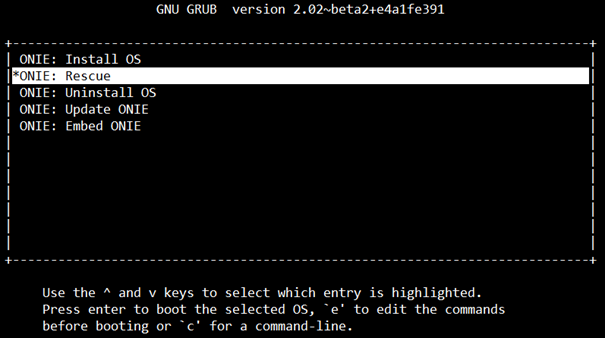 GNU GRUB  version 2.02~beta2+e4a1fe391
ONIE: Install OS
*ONIE: Rescue
ONIE: Uninstall OS
ONIE: Update ONIE
ONIE: Embed ONIE
Use the ^ and v keys to select which entry is highlighted.
Press enter to boot the selected OS, `e' to edit the commands
before booting or `c' for a command-line.